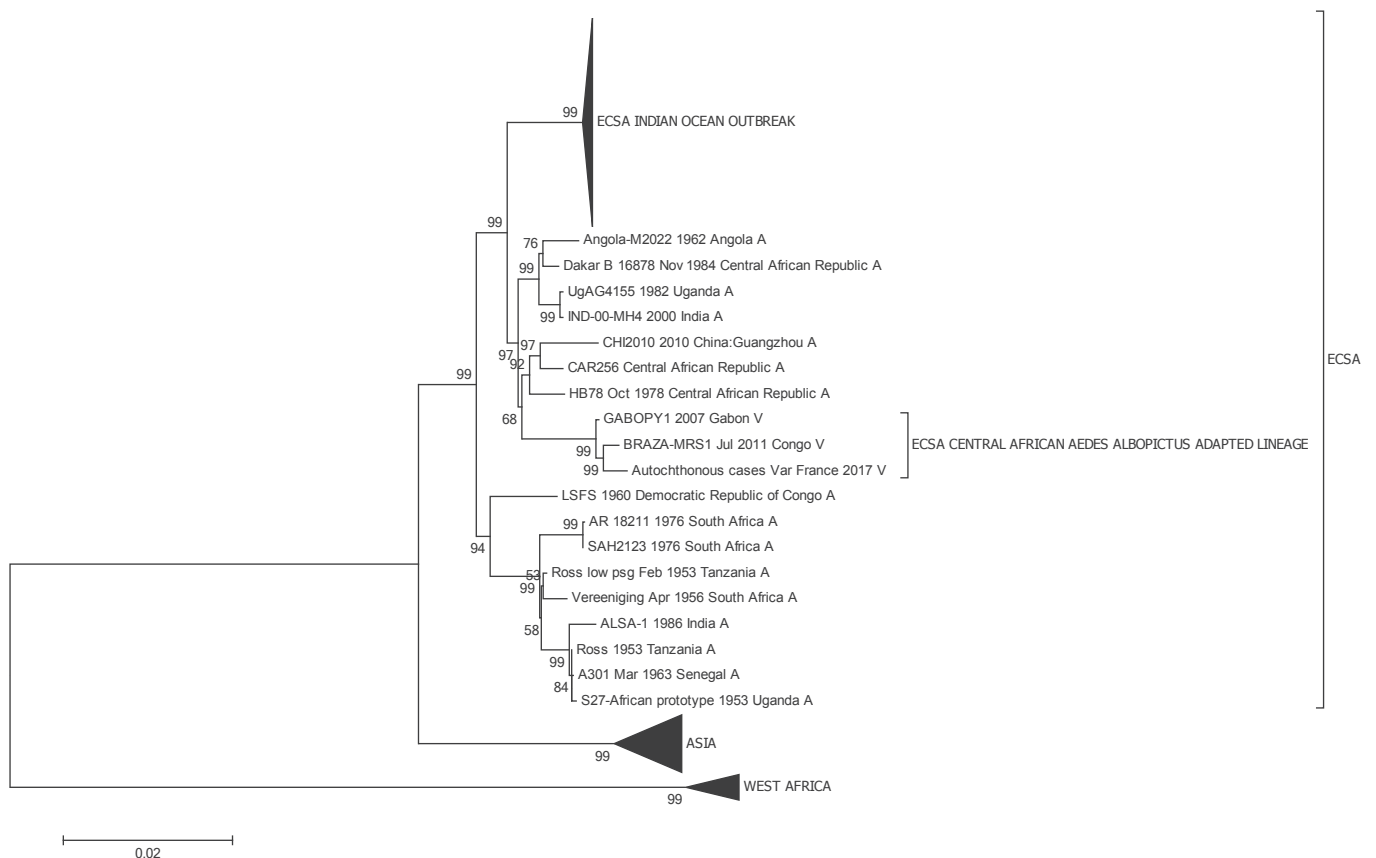 99
ECSA INDIAN OCEAN OUTBREAK
99
76
Angola-M2022 1962 Angola A
Dakar B 16878 Nov 1984 Central African Republic A
99
UgAG4155 1982 Uganda A
99
IND-00-MH4 2000 India A
97
CHI2010 2010 China:Guangzhou A
97
92
CAR256 Central African Republic A
99
HB78 Oct 1978 Central African Republic A
68
GABOPY1 2007 Gabon V
99
BRAZA-MRS1 Jul 2011 Congo V
ECSA CENTRAL AFRICAN AEDES ALBOPICTUS ADAPTED LINEAGE
99
Autochthonous cases Var France 2017 V
ECSA
LSFS 1960 Democratic Republic of Congo A
99
AR 18211 1976 South Africa A
94
SAH2123 1976 South Africa A
53
Ross low psg Feb 1953 Tanzania A
99
Vereeniging Apr 1956 South Africa A
58
ALSA-1 1986 India A
99
Ross 1953 Tanzania A
A301 Mar 1963 Senegal A
84
S27-African prototype 1953 Uganda A
99
ASIA
99
WEST AFRICA
0.02